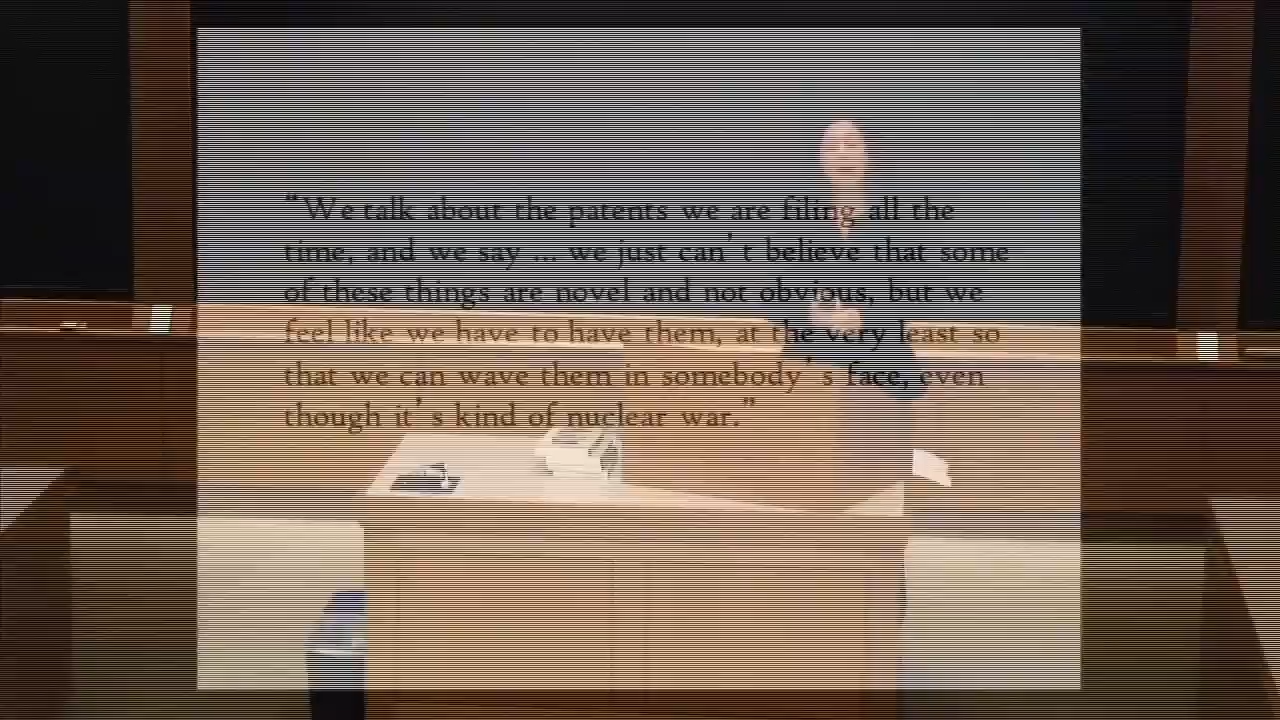 "We talk about the patents we are filing all the
time, and we say ... we just can't believe that some
of these things are novel and not obvious, but we
feel like we have to have them, at the very least so
that we can wave them in somebody's face, even
though it's kind of nuclear war."